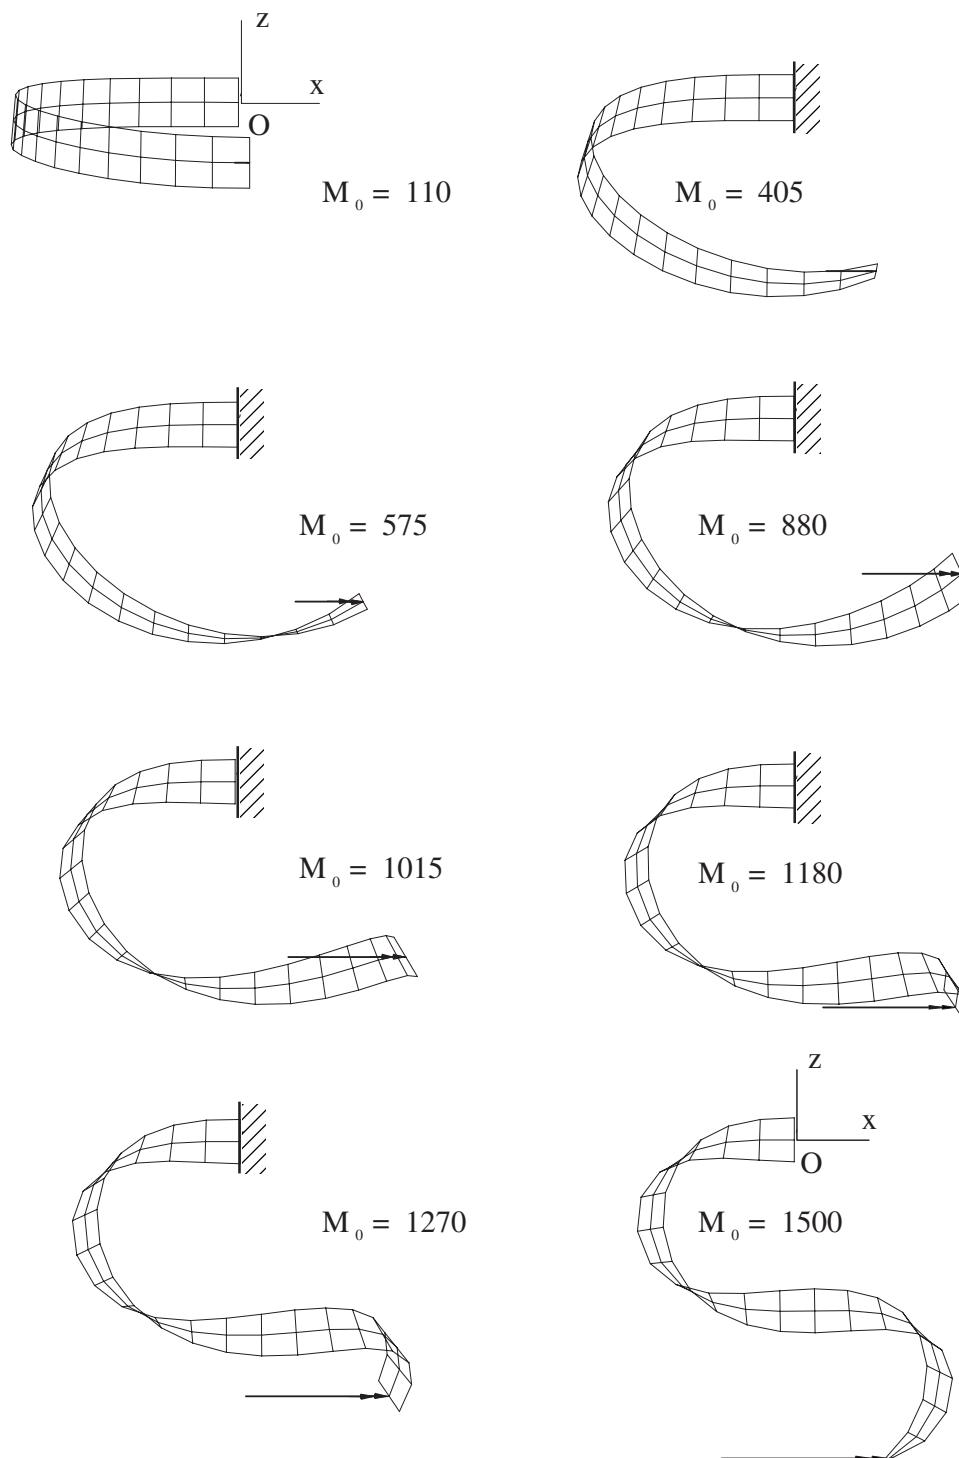 z
x
O
M₀ = 110
M₀ = 405
M₀ = 575
M₀ = 880
M₀ = 1015
M₀ = 1180
z
x
O
M₀ = 1270
M₀ = 1500